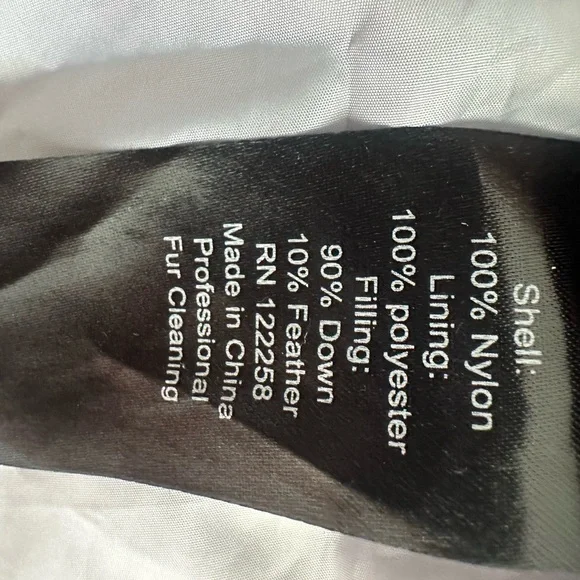 Shell:
100% Nylon
Lining:
100% polyester
Filling:
90% Down
10% Feather
RN 122258
Made in China
Professional
Fur Cleaning